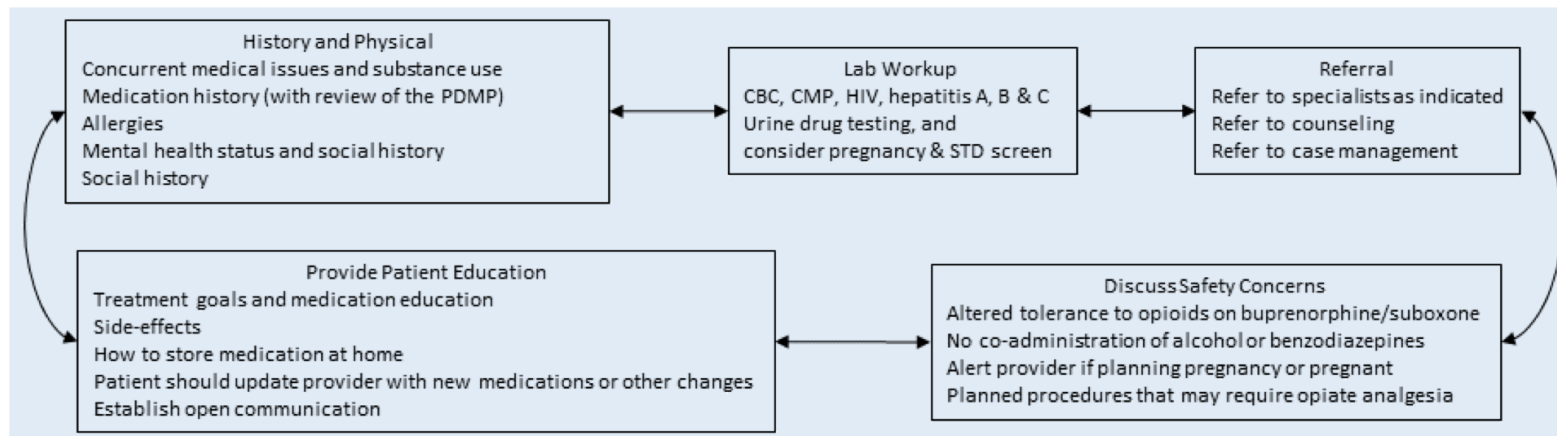 History and Physical
Concurrent medical issues and substance use
Medication history (with review of the PDMP)
Allergies
Mental health status and social history
Social history
Lab Workup
CBC, CMP, HIV, hepatitis A, B & C
Urine drug testing, and
consider pregnancy & STD screen
Referral
Refer to specialists as indicated
Refer to counseling
Refer to case management
Provide Patient Education
Treatment goals and medication education
Side-effects
How to store medication at home
Patient should update provider with new medications or other changes
Establish open communication
Discuss Safety Concerns
Altered tolerance to opioids on buprenorphine/suboxone
No co-administration of alcohol or benzodiazepines
Alert provider if planning pregnancy or pregnant
Planned procedures that may require opiate analgesia